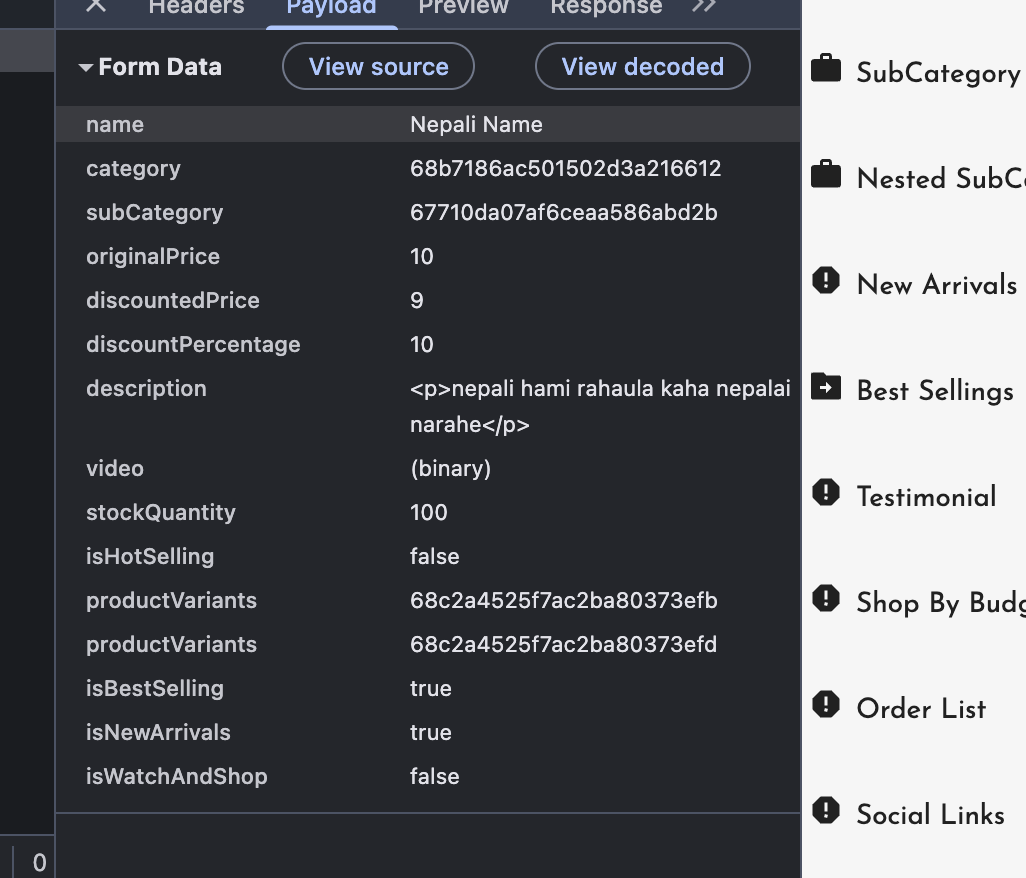 Headers Payload Preview Response
Form Data View source View decoded
name Nepali Name
category 68b7186ac501502d3a216612
subCategory 67710da07af6ceaa586abd2b
originalPrice 10
discountedPrice 9
discountPercentage 10
description <p>nepali hami rahaula kaha nepalai
narahe</p>
video (binary)
stockQuantity 100
isHotSelling false
productVariants 68c2a4525f7ac2ba80373efb
productVariants 68c2a4525f7ac2ba80373efd
isBestSelling true
isNewArrivals true
isWatchAndShop false
0
SubCategory
Nested SubCa
New Arrivals
Best Sellings
Testimonial
Shop By Budg
Order List
Social Links